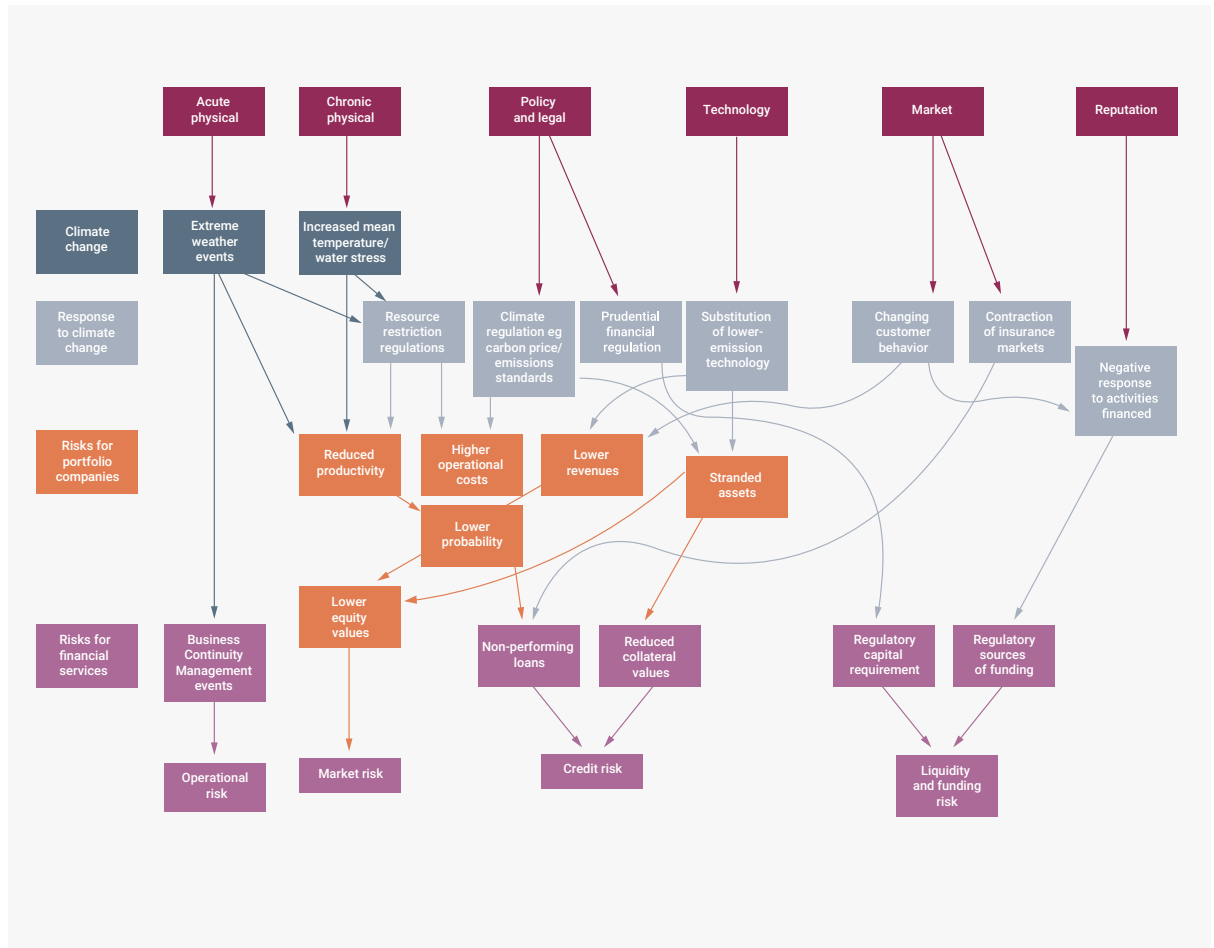 Acute
physical
Chronic
physical
Policy
and legal
Technology
Market
Reputation
Climate
change
Extreme
weather
events
Increased mean
temperature/
water stress
Response
to climate
change
Resource
restriction
regulations
Climate
regulation eg
carbon price/
emissions
standards
Prudential
financial
regulation
Substitution
of lower-
emission
technology
Changing
customer
behavior
Contraction
of insurance
markets
Negative
response
to activities
financed
Risks for
portfolio
companies
Reduced
productivity
Higher
operational
costs
Lower
revenues
Stranded
assets
Lower
probability
Lower
equity
values
Risks for
financial
services
Business
Continuity
Management
events
Non-performing
loans
Reduced
collateral
values
Regulatory
capital
requirement
Regulatory
sources
of funding
Operational
risk
Market risk
Credit risk
Liquidity
and funding
risk